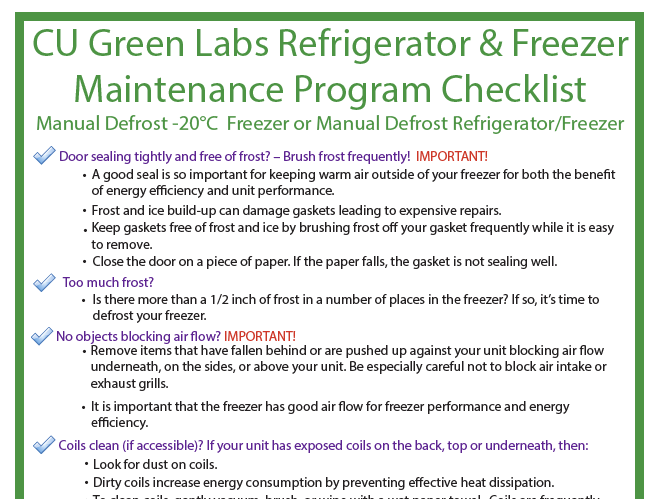 CU Green Labs Refrigerator & Freezer
Maintenance Program Checklist
Manual Defrost -20°C Freezer or Manual Defrost Refrigerator/Freezer
Door sealing tightly and free of frost? – Brush frost frequently! IMPORTANT!
• A good seal is so important for keeping warm air outside of your freezer for both the benefit
of energy efficiency and unit performance.
• Frost and ice build-up can damage gaskets leading to expensive repairs.
• Keep gaskets free of frost and ice by brushing frost off your gasket frequently while it is easy
to remove.
• Close the door on a piece of paper. If the paper falls, the gasket is not sealing well.
Too much frost?
• Is there more than a 1/2 inch of frost in a number of places in the freezer? If so, it's time to
defrost your freezer.
No objects blocking air flow? IMPORTANT!
• Remove items that have fallen behind or are pushed up against your unit blocking air flow
underneath, on the sides, or above your unit. Be especially careful not to block air intake or
exhaust grills.
• It is important that the freezer has good air flow for freezer performance and energy
efficiency.
Coils clean (if accessible)? If your unit has exposed coils on the back, top or underneath, then:
• Look for dust on coils.
• Dirty coils increase energy consumption by preventing effective heat dissipation.
• To clean coils, gently vacuum, brush, or wipe with a wet paper towel. Coils are frequently